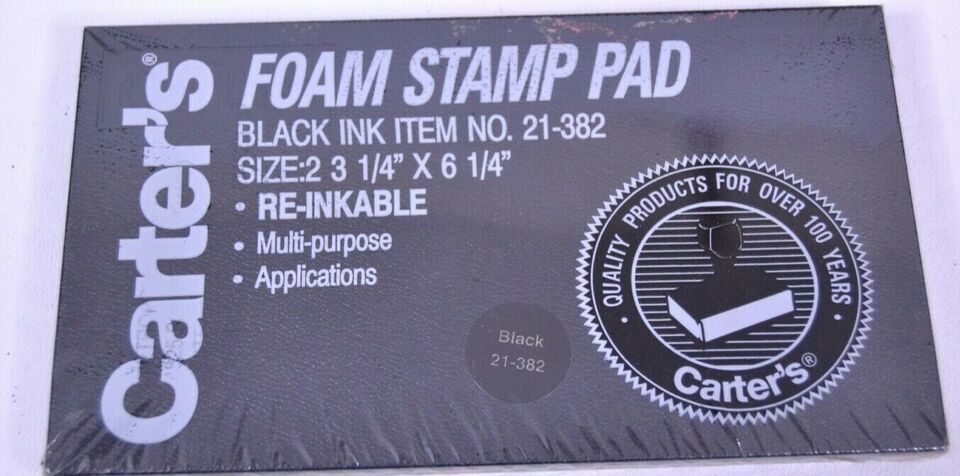 Carter's®
FOAM STAMP PAD
BLACK INK ITEM NO. 21-382
SIZE:2 3 1/4” X 6 1/4”
• RE-INKABLE
• Multi-purpose
• Applications
Black
21-382
• QUALITY PRODUCTS FOR OVER 100 YEARS •
Carter's®